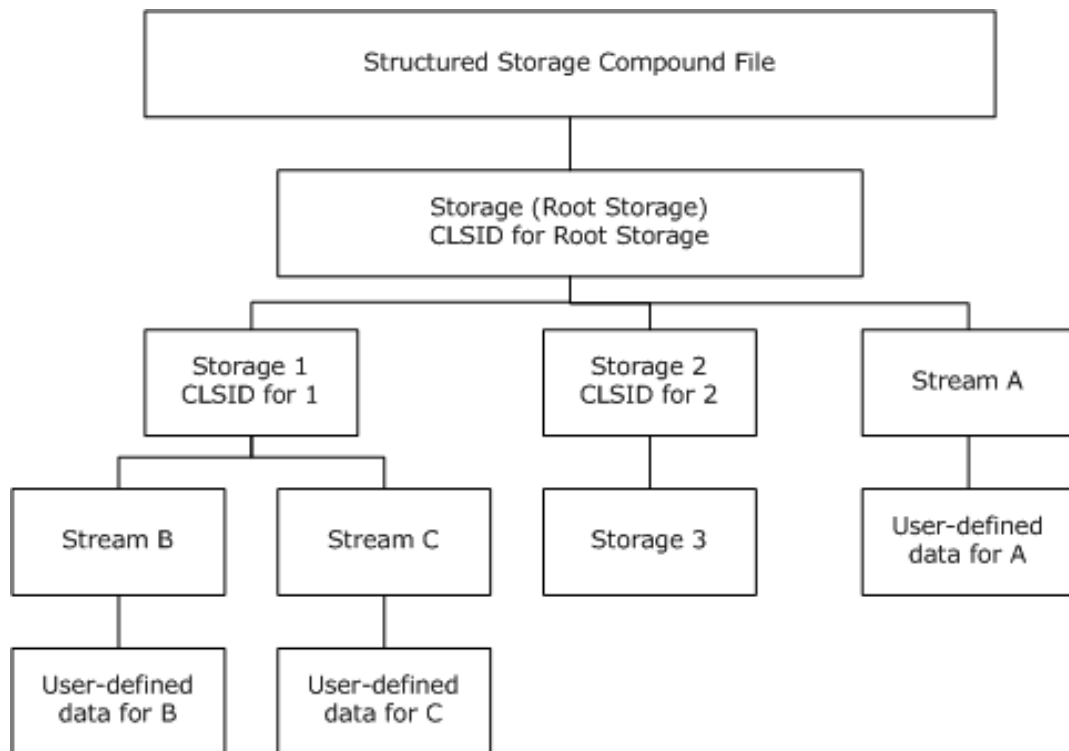 Structured Storage Compound File
Storage (Root Storage)
CLSID for Root Storage
Storage 1
CLSID for 1
Storage 2
CLSID for 2
Stream A
Stream B
Stream C
Storage 3
User-defined
data for A
User-defined
data for B
User-defined
data for C